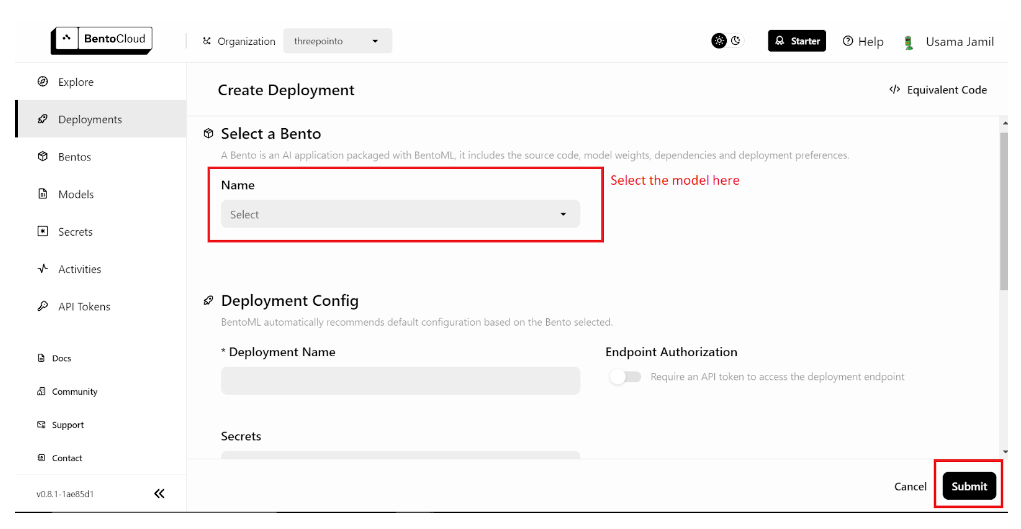 BentoCloud
Organization threepointo
Starter
Help
Usama Jamil
Explore
Deployments
Bentos
Models
Secrets
Activities
API Tokens
Docs
Community
Support
Contact
v0.8.1-1ae85d1
Create Deployment
</> Equivalent Code
Select a Bento
A Bento is an AI application packaged with BentoML, it includes the source code, model weights, dependencies and deployment preferences.
Name
Select
Select the model here
Deployment Config
BentoML automatically recommends default configuration based on the Bento selected.
* Deployment Name
Endpoint Authorization
Require an API token to access the deployment endpoint
Secrets
Cancel
Submit